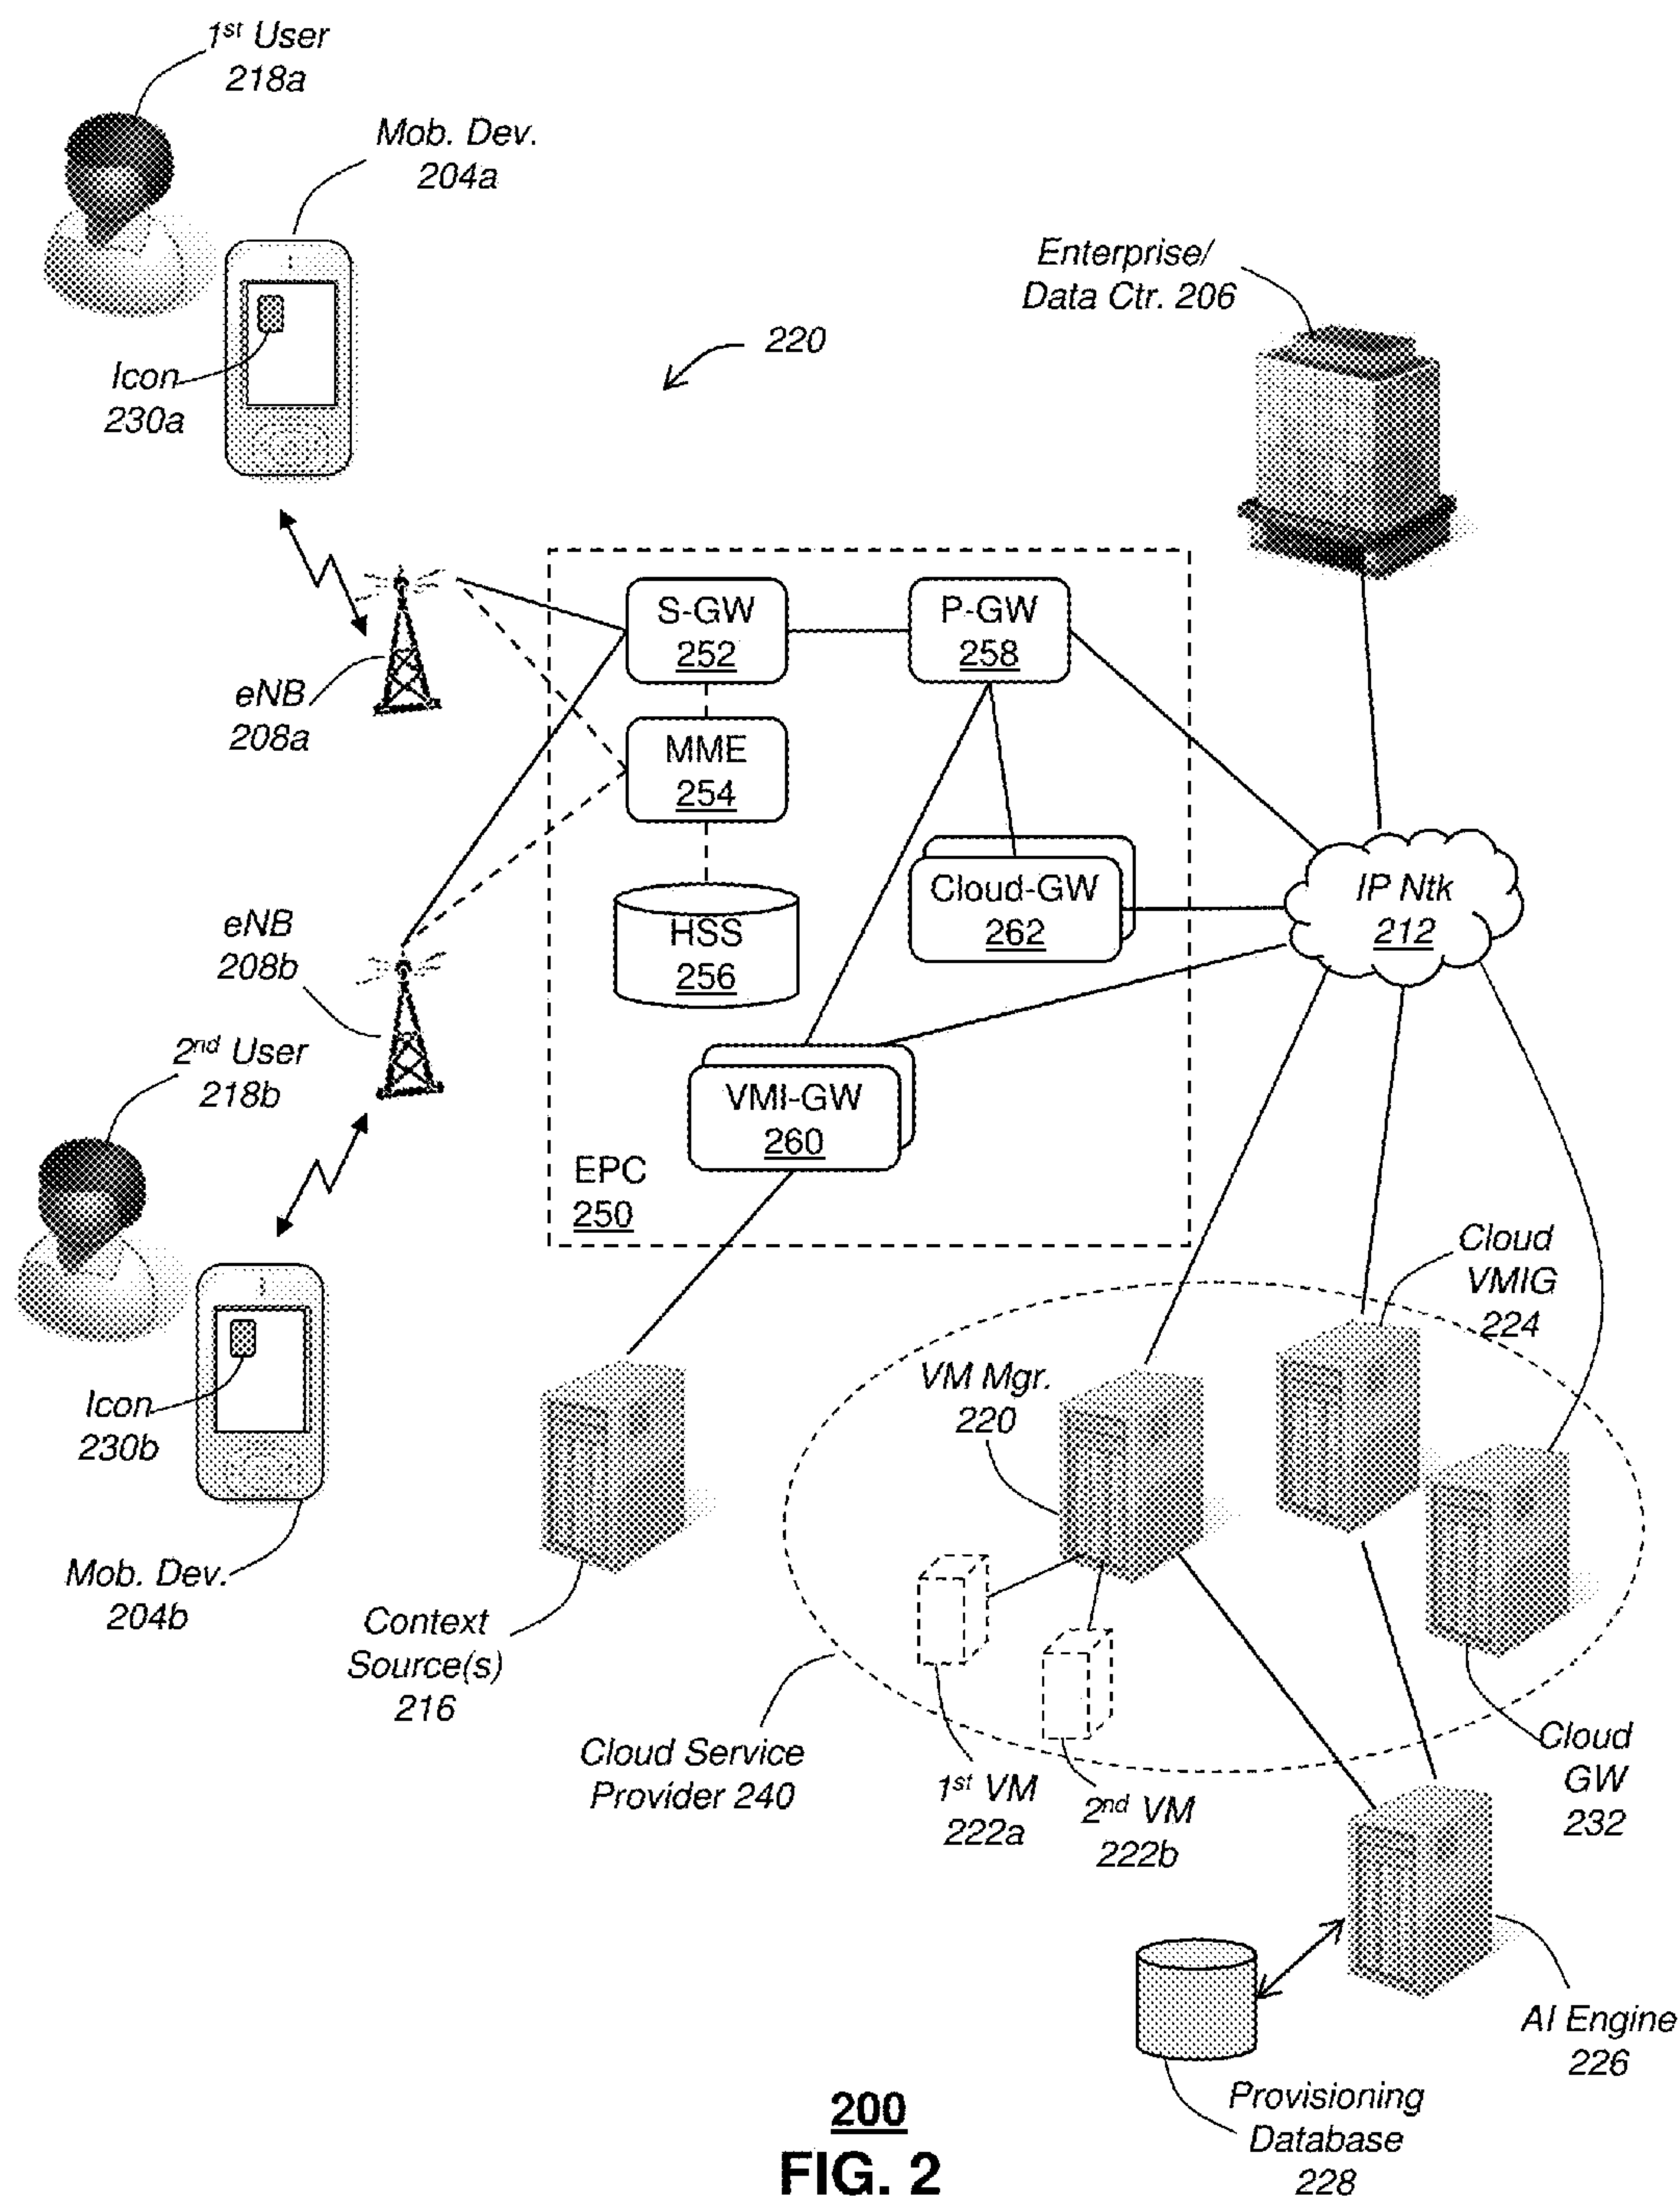 1st User
218a
Mob. Dev.
204a
Icon
230a
220
Enterprise/
Data Ctr. 206
eNB
208a
S-GW
252
P-GW
258
MME
254
HSS
256
Cloud-GW
262
IP Ntk
212
VMI-GW
260
EPC
250
eNB
208b
2nd User
218b
Icon
230b
Mob. Dev.
204b
Context
Source(s)
216
Cloud
VMIG
224
VM Mgr.
220
Cloud Service
Provider 240
1st VM
222a
2nd VM
222b
Cloud
GW
232
AI Engine
226
Provisioning
Database
228
200
FIG. 2